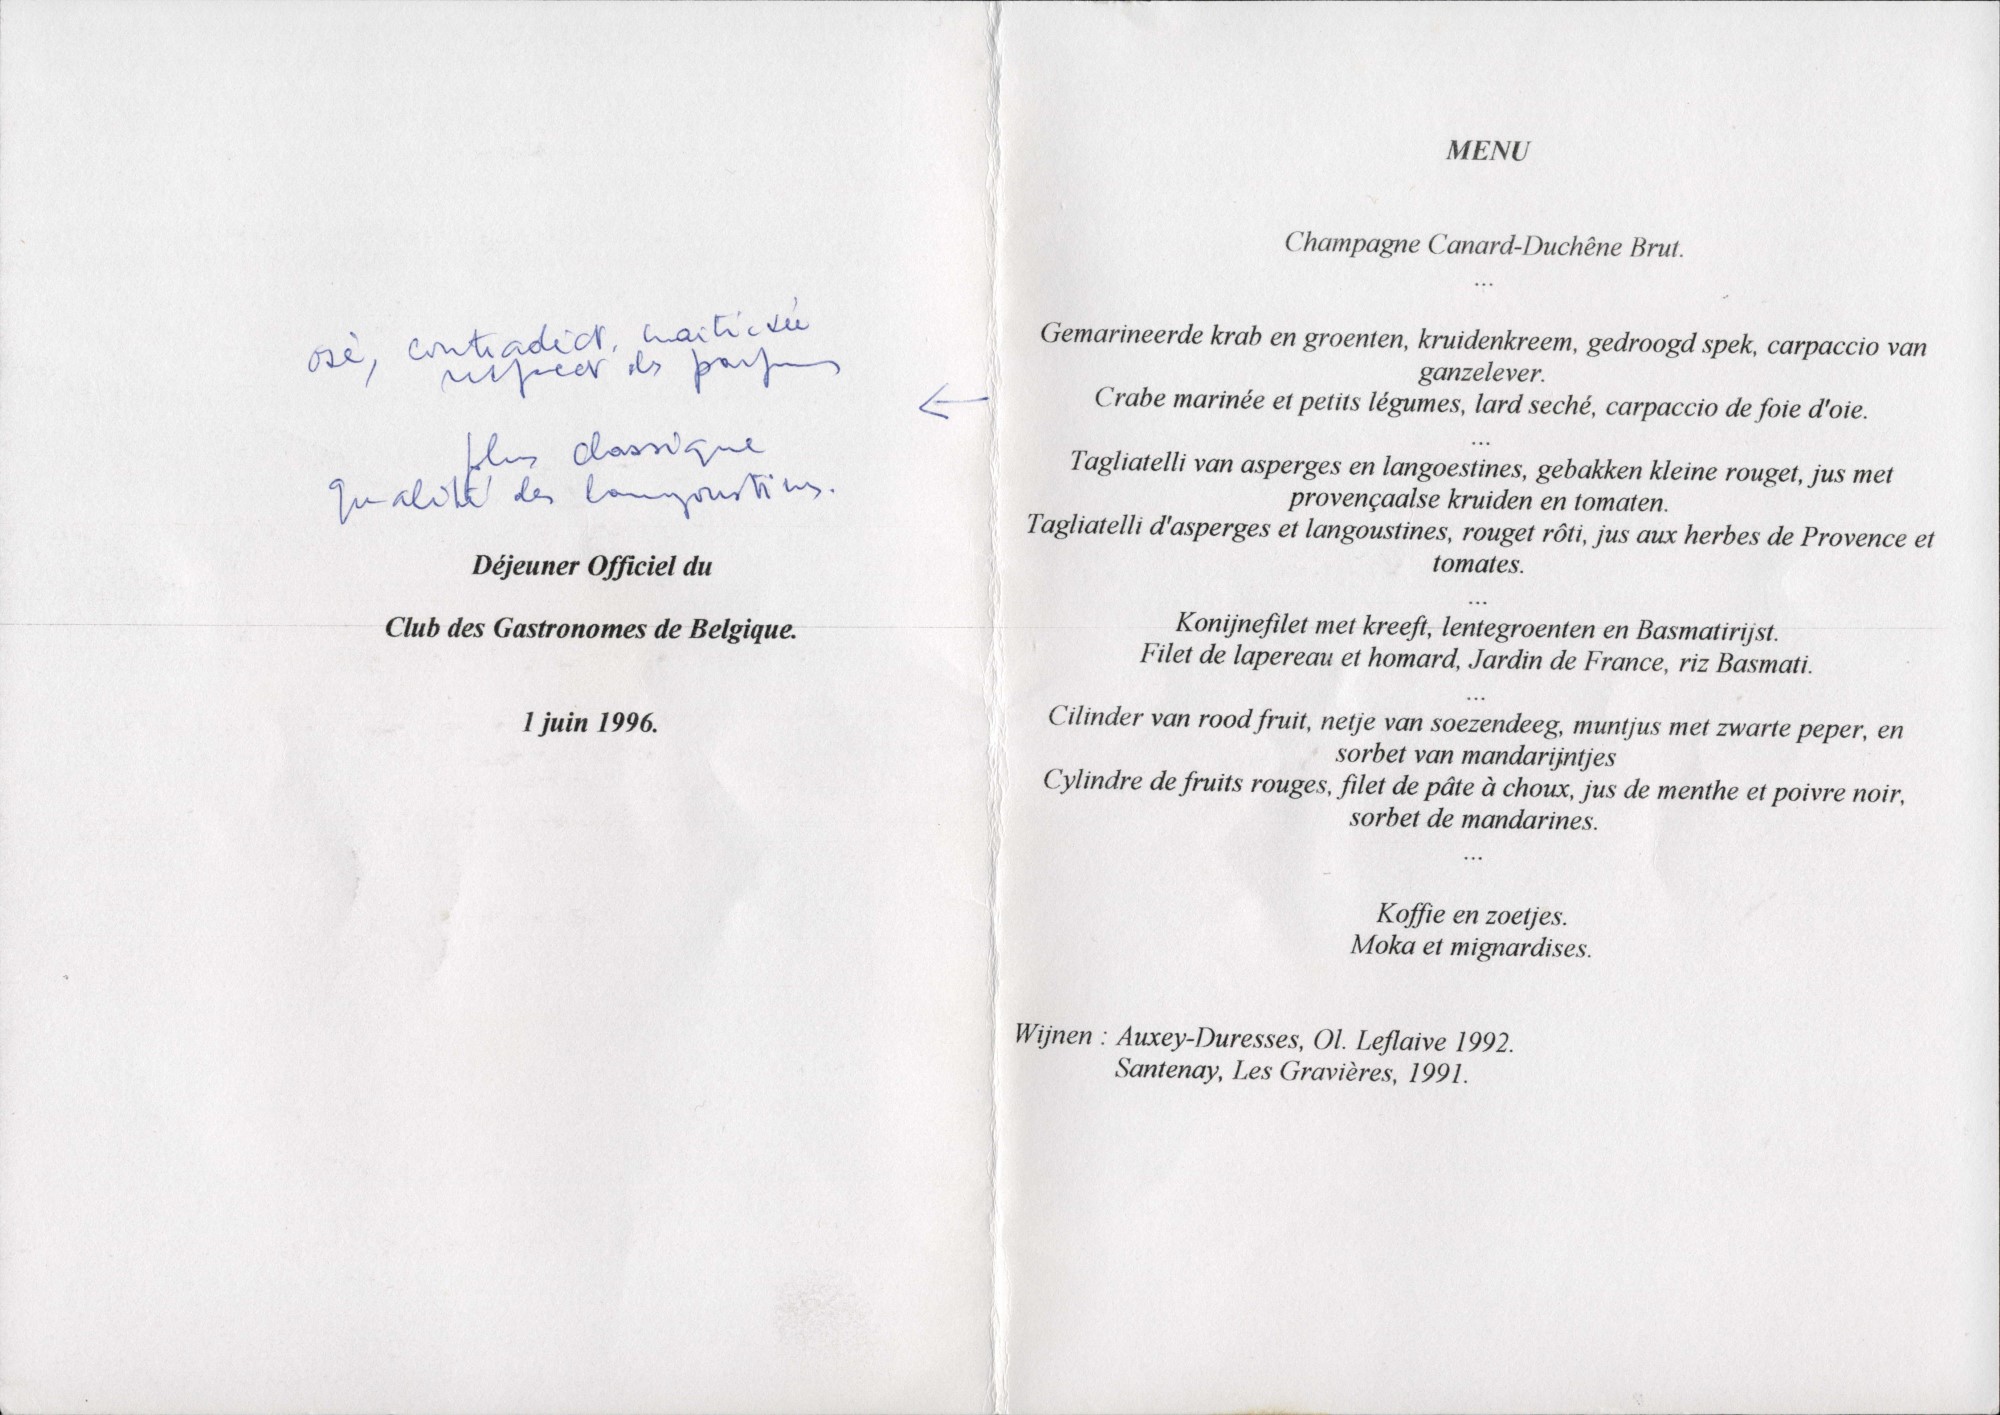 osé, contradict, maîtrisée
respect des parfums
plus classique
qualité des langoustines.
Déjeuner Officiel du
Club des Gastronomes de Belgique.
1 juin 1996.
MENU
Champagne Canard-Duchêne Brut.
...
Gemarineerde krab en groenten, kruidenkreem, gedroogd spek, carpaccio van
ganzelever.
Crabe marinée et petits légumes, lard seché, carpaccio de foie d'oie.
...
Tagliatelli van asperges en langoestines, gebakken kleine rouget, jus met
provençaalse kruiden en tomaten.
Tagliatelli d'asperges et langoustines, rouget rôti, jus aux herbes de Provence et
tomates.
...
Konijnefilet met kreeft, lentegroenten en Basmatirijst.
Filet de lapereau et homard, Jardin de France, riz Basmati.
...
Cilinder van rood fruit, netje van soezendeeg, muntjus met zwarte peper, en
sorbet van mandarijntjes
Cylindre de fruits rouges, filet de pâte à choux, jus de menthe et poivre noir,
sorbet de mandarines.
...
Koffie en zoetjes.
Moka et mignardises.
Wijnen : Auxey-Duresses, Ol. Leflaive 1992.
Santenay, Les Gravières, 1991.